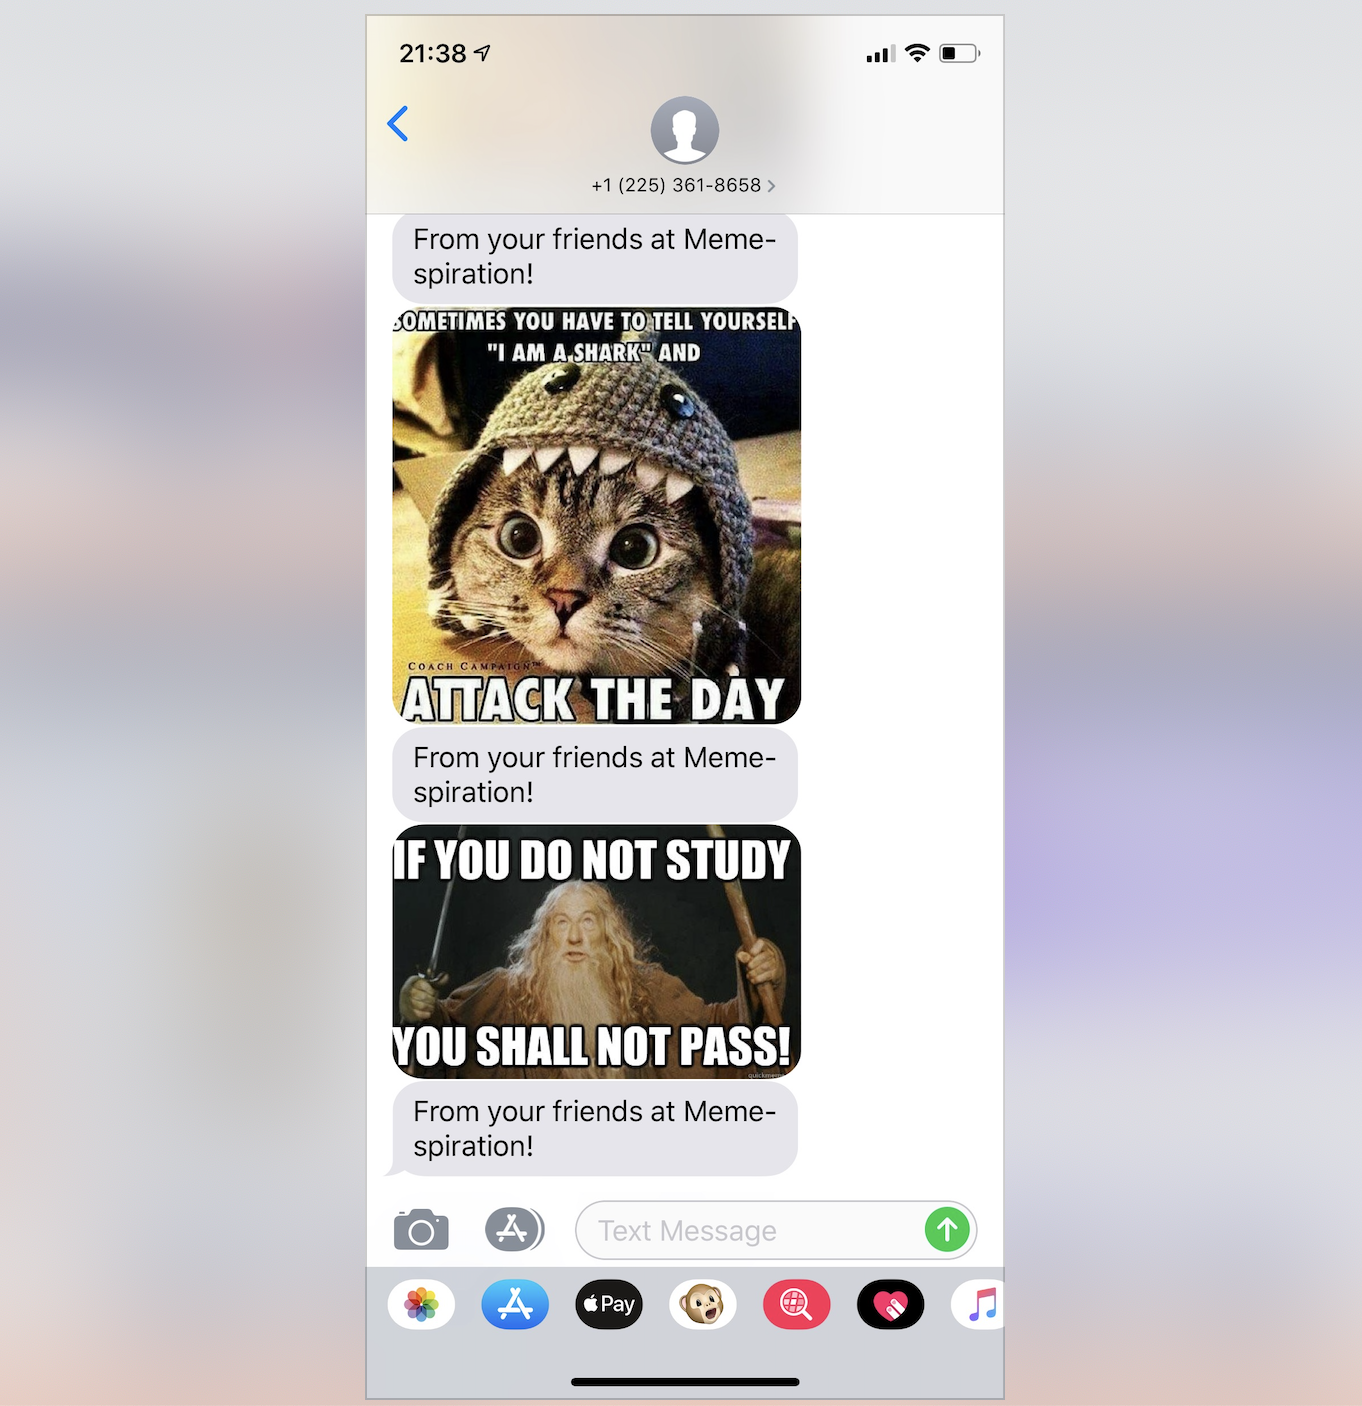 21:38
+1 (225) 361-8658
From your friends at Meme-
spiration!
SOMETIMES YOU HAVE TO TELL YOURSELF
"I AM A SHARK" AND
COACH CAMPAIGN™
ATTACK THE DAY
From your friends at Meme-
spiration!
IF YOU DO NOT STUDY
YOU SHALL NOT PASS!
quickmeme
From your friends at Meme-
spiration!
Text Message
Pay